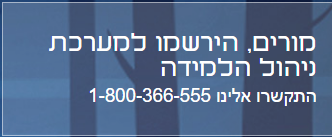 מורים, הירשמו למערכת
ניהול הלמידה
התקשרו אלינו 1-800-366-555